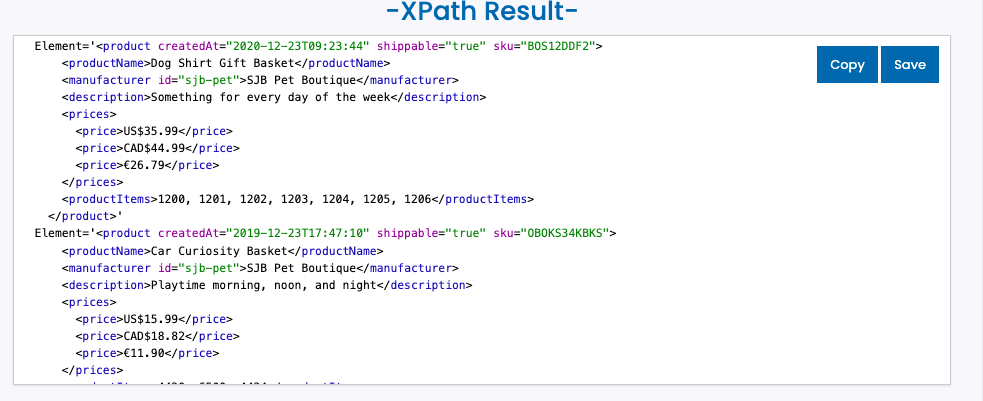 -XPath Result-
Element='<product createdAt="2020-12-23T09:23:44" shippable="true" sku="BOS12DDF2">
Copy
Save
<productName>Dog Shirt Gift Basket</productName>
<manufacturer id="sjb-pet">SJB Pet Boutique</manufacturer>
<description>Something for every day of the week</description>
<prices>
<price>US$35.99</price>
<price>CAD$44.99</price>
<price>€26.79</price>
</prices>
<productItems>1200, 1201, 1202, 1203, 1204, 1205, 1206</productItems>
</product>'
Element='<product createdAt="2019-12-23T17:47:10" shippable="true" sku="OBOKS34KBKS">
<productName>Car Curiosity Basket</productName>
<manufacturer id="sjb-pet">SJB Pet Boutique</manufacturer>
<description>Playtime morning, noon, and night</description>
<prices>
<price>US$15.99</price>
<price>CAD$18.82</price>
<price>€11.90</price>
</prices>